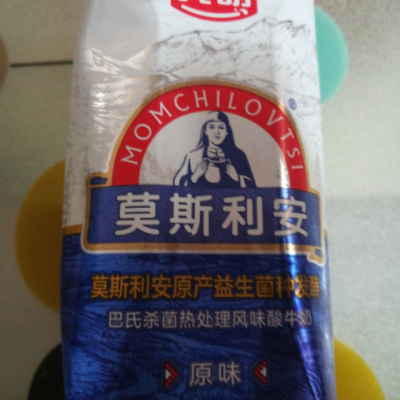 MOMCHILOVTSI
®
莫斯利安
莫斯利安原产益生菌种发酵
巴氏杀菌热处理风味酸牛奶
原味